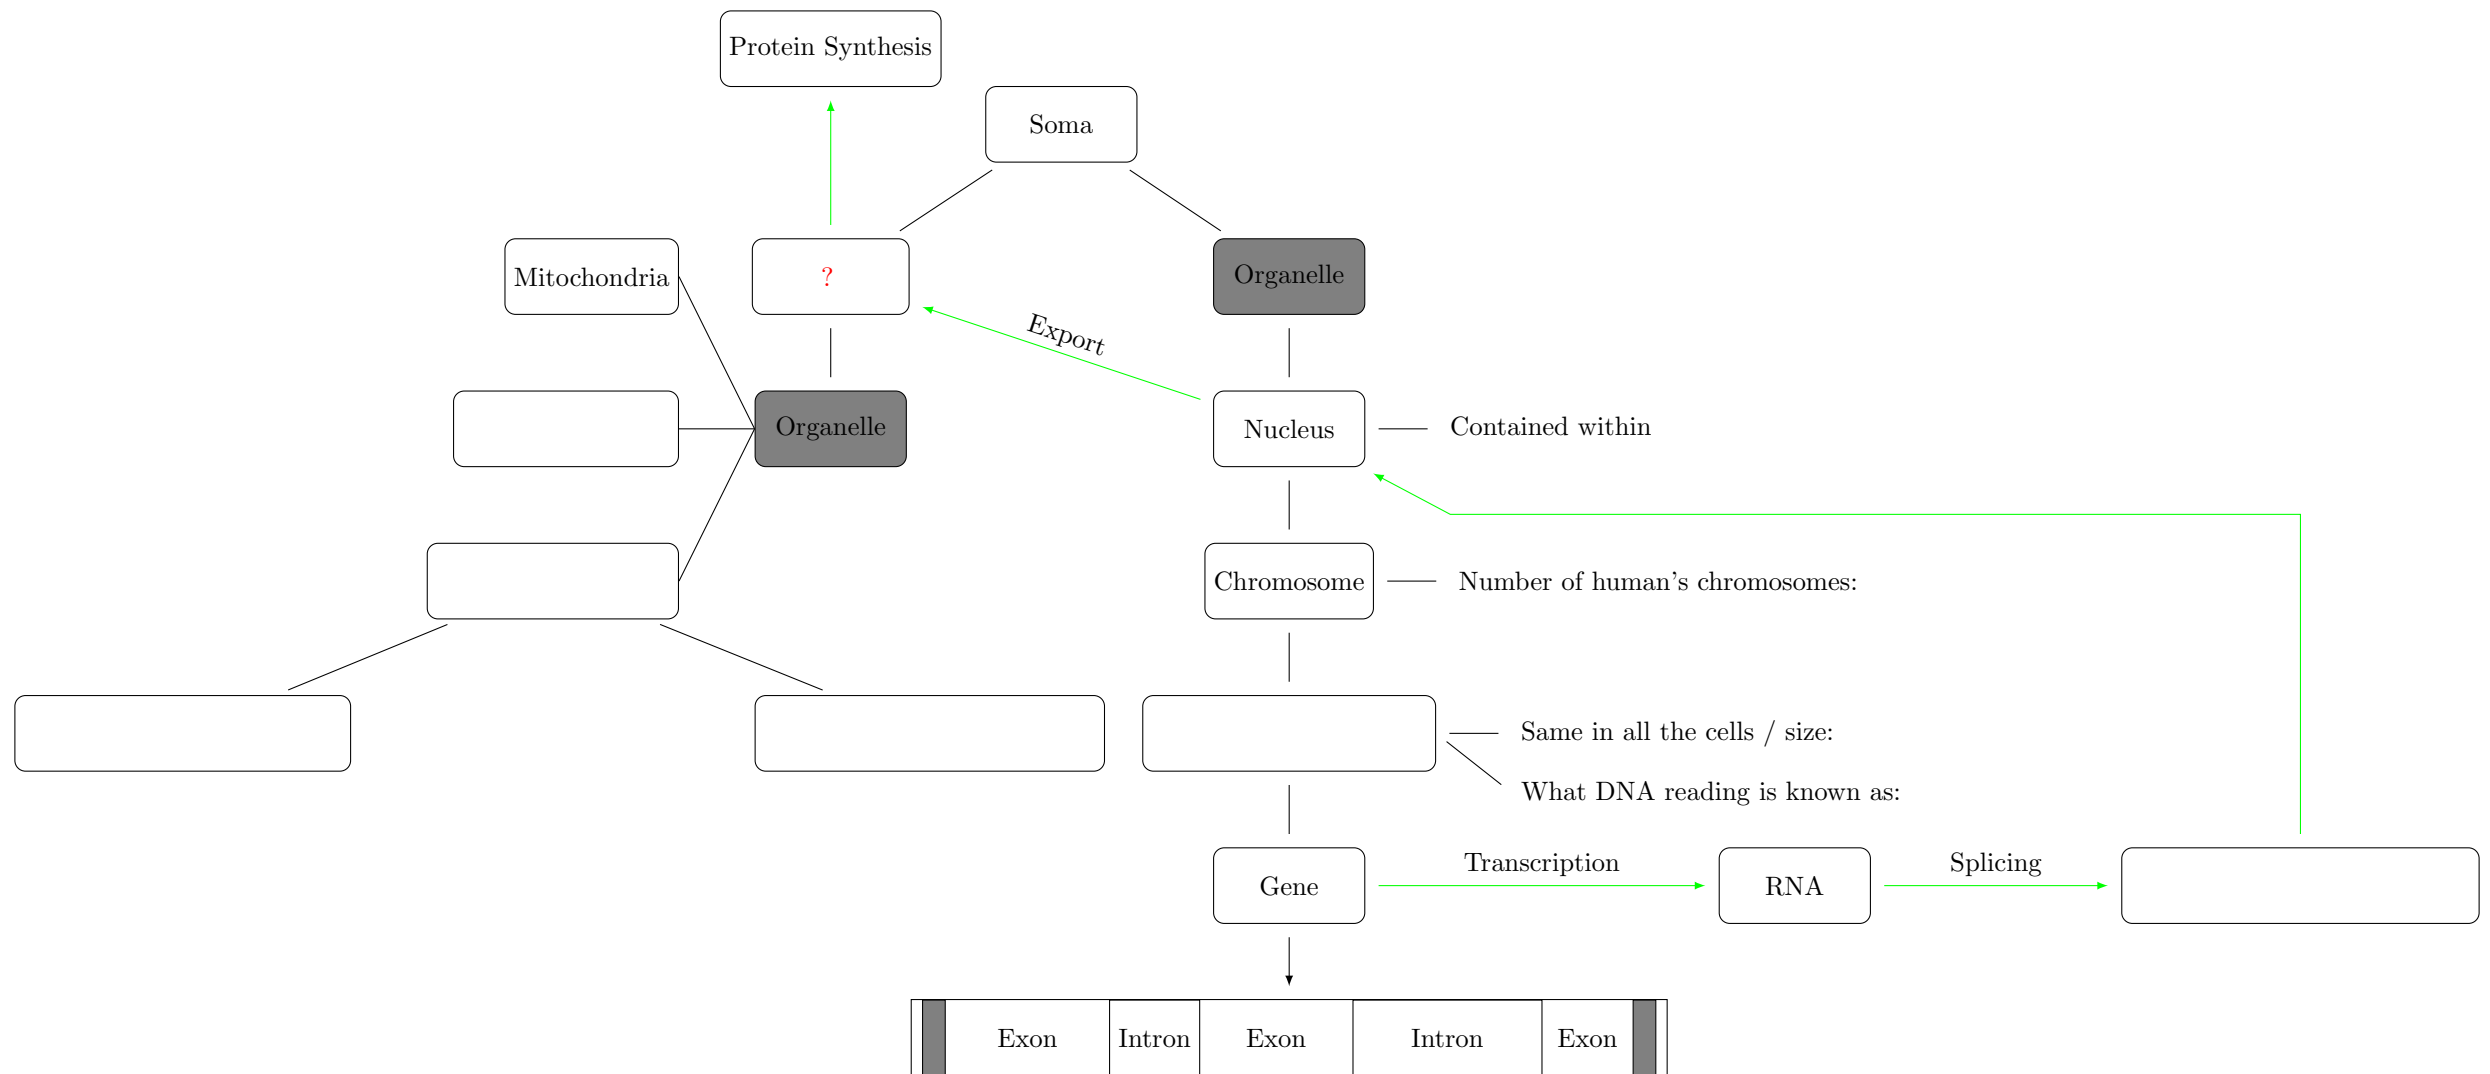 Protein Synthesis
Soma
Mitochondria
?
Organelle
Export
Organelle
Nucleus
Contained within
Chromosome
Number of human's chromosomes:
Same in all the cells / size:
What DNA reading is known as:
Gene
Transcription
RNA
Splicing
Exon
Intron
Exon
Intron
Exon